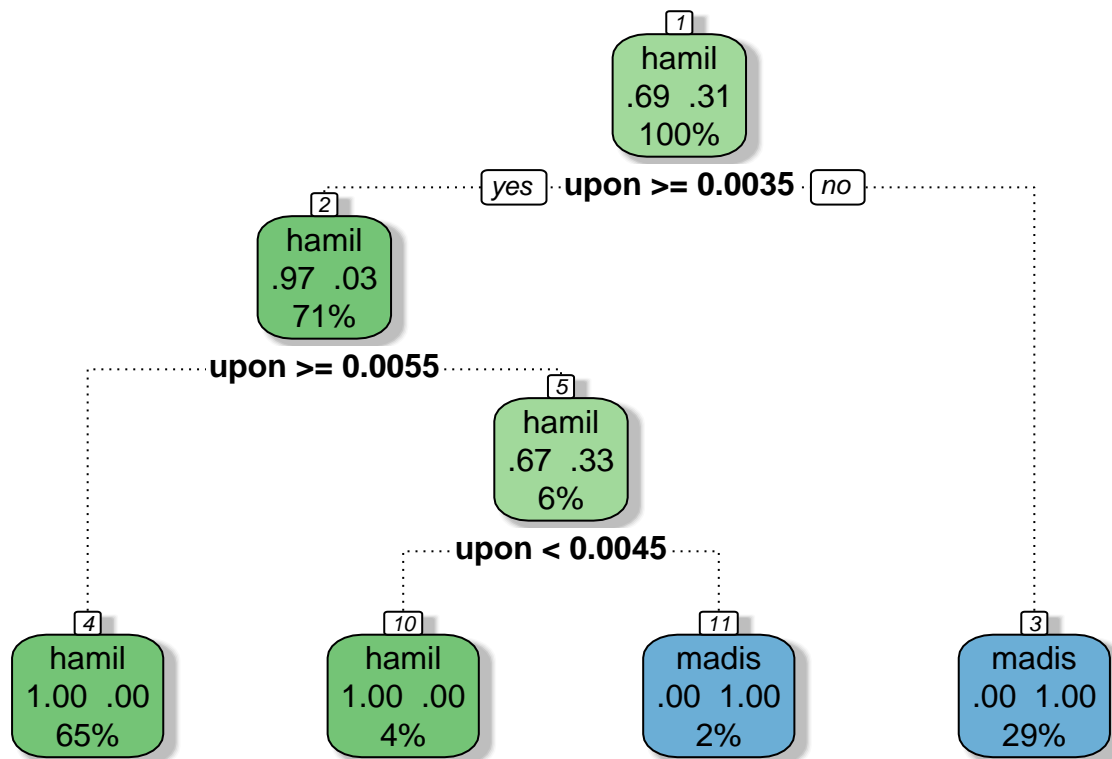 1
hamil
.69 .31
100%
yes upon >= 0.0035 no
2
hamil
.97 .03
71%
upon >= 0.0055
5
hamil
.67 .33
6%
upon < 0.0045
4
hamil
1.00 .00
65%
10
hamil
1.00 .00
4%
11
madis
.00 1.00
2%
3
madis
.00 1.00
29%